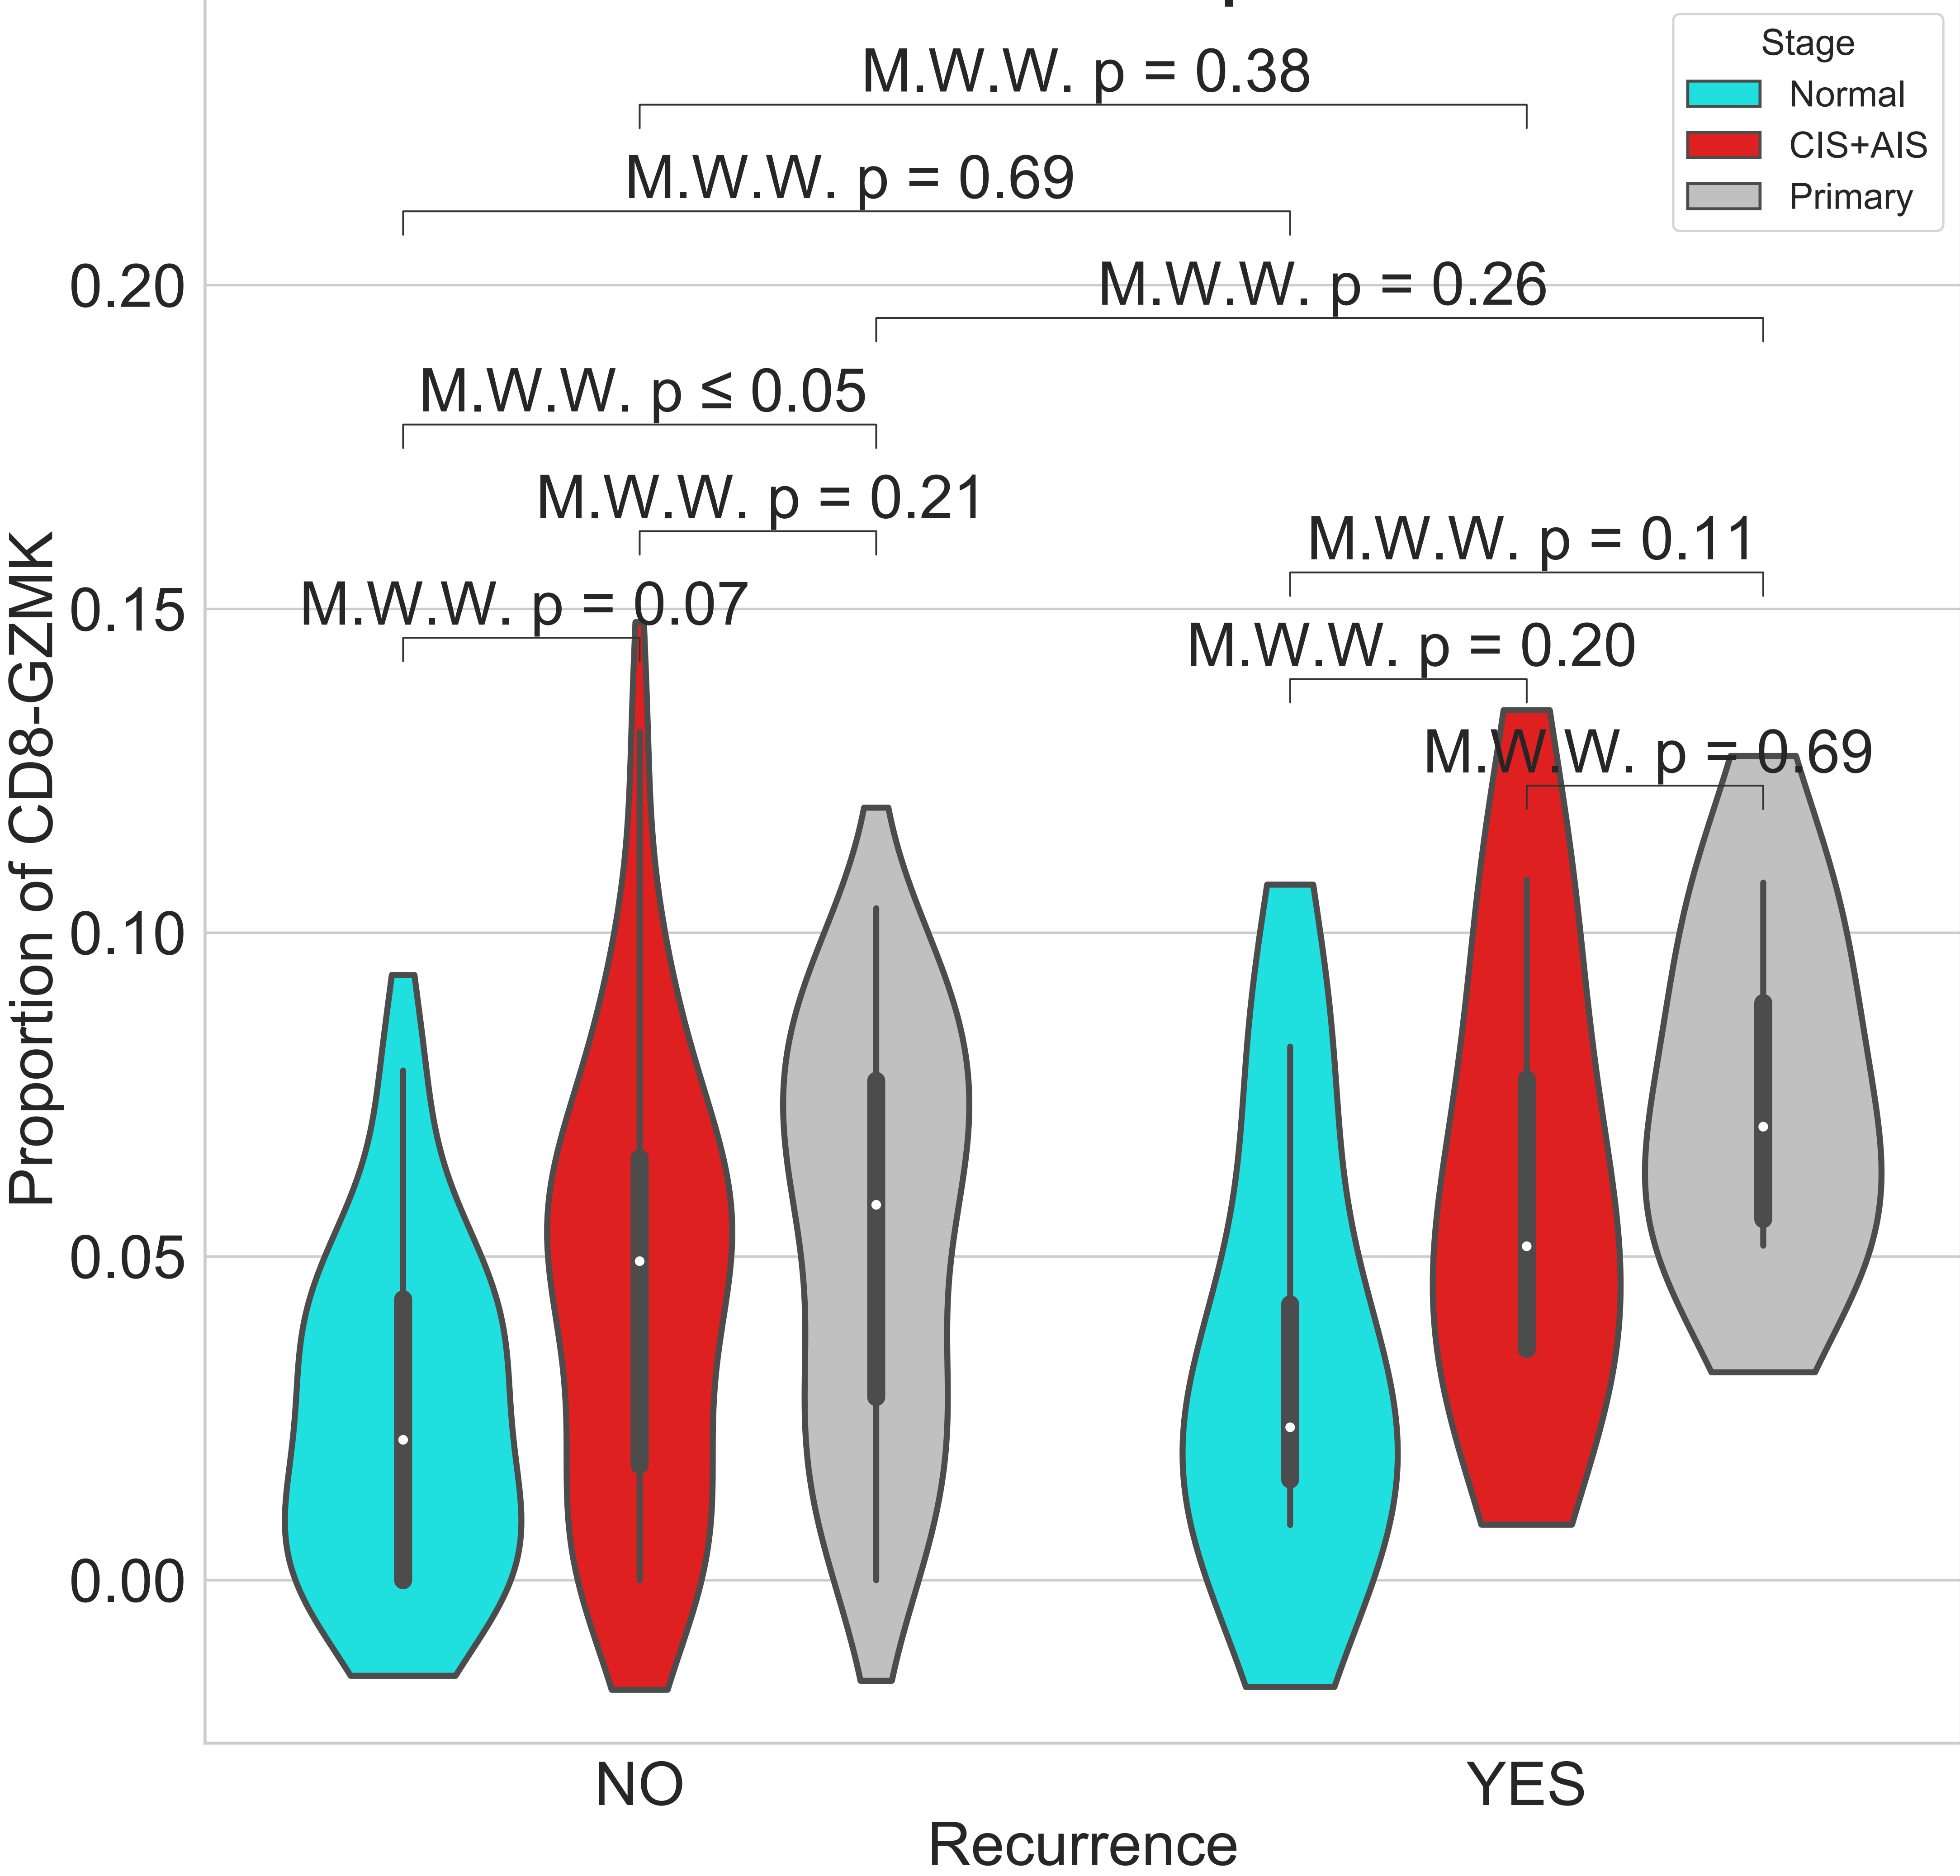 Stage
Normal
CIS+AIS
Primary
M.W.W. p = 0.38
M.W.W. p = 0.69
M.W.W. p = 0.26
M.W.W. p ≤ 0.05
M.W.W. p = 0.21
M.W.W. p = 0.07
M.W.W. p = 0.11
M.W.W. p = 0.20
M.W.W. p = 0.69
Proportion of CD8-GZMK
0.20
0.15
0.10
0.05
0.00
NO
YES
Recurrence